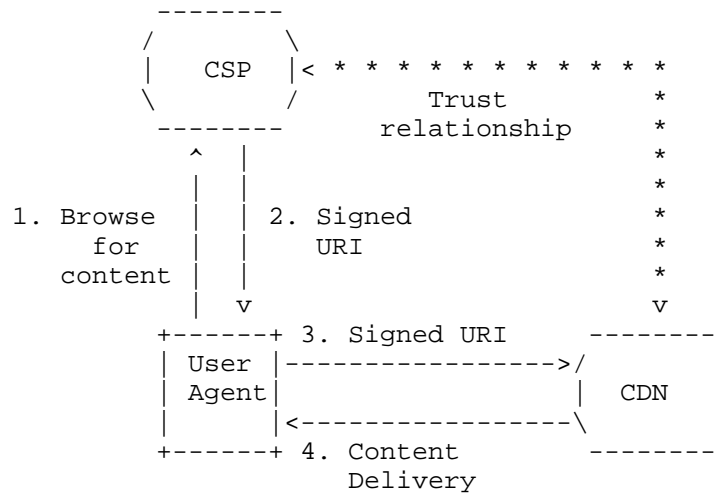 CSP
Trust
relationship
1. Browse
for
content
2. Signed
URI
3. Signed URI
User
Agent
CDN
4. Content
Delivery